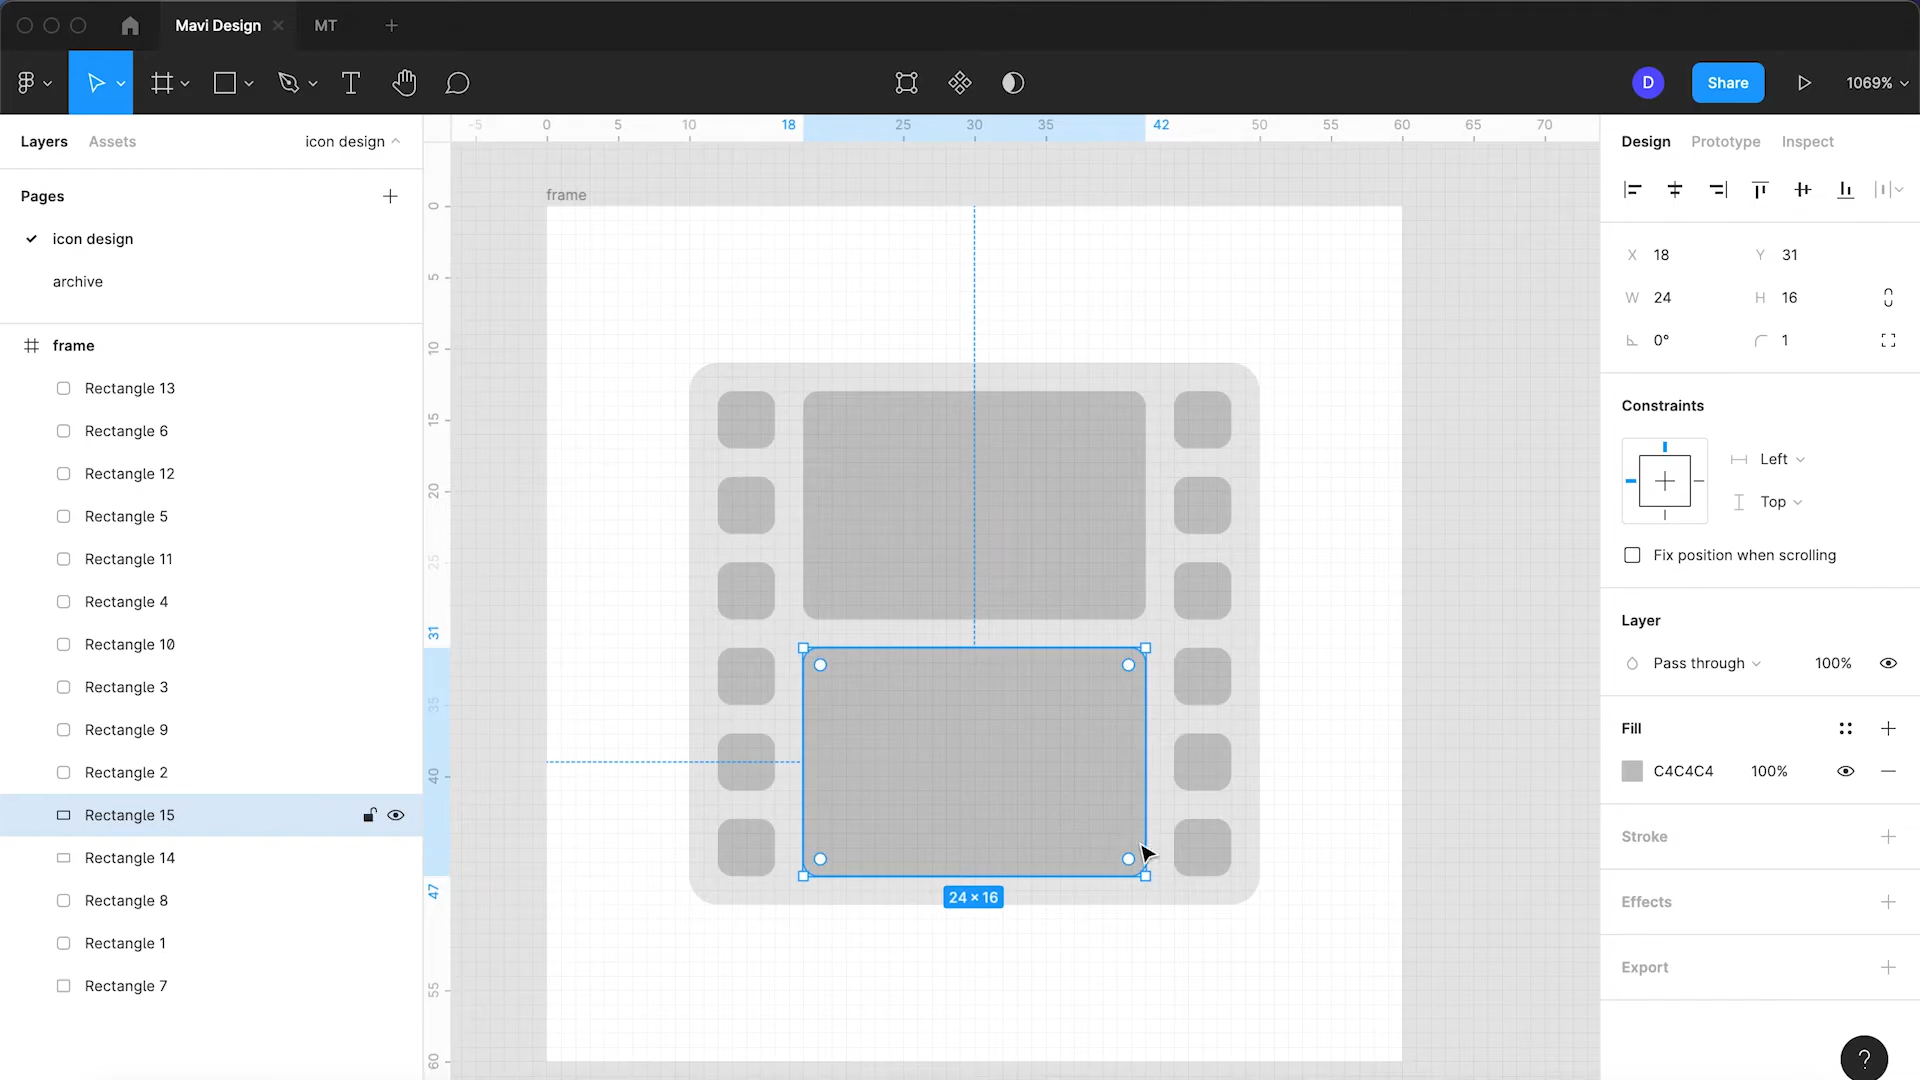 Mavi Design
MT
D
Share
1069%
Layers
Assets
icon design
Pages
icon design
archive
frame
Rectangle 13
Rectangle 6
Rectangle 12
Rectangle 5
Rectangle 11
Rectangle 4
Rectangle 10
Rectangle 3
Rectangle 9
Rectangle 2
Rectangle 15
Rectangle 14
Rectangle 8
Rectangle 1
Rectangle 7
-5 0 5 10 18 25 30 35 42 50 55 60 65 70
0
5
10
15
20
25
31
35
40
47
55
60
frame
24 × 16
Design
Prototype
Inspect
X 18 Y 31
W 24 H 16
0° 1
Constraints
Left
Top
Fix position when scrolling
Layer
Pass through 100%
Fill
C4C4C4 100%
Stroke
Effects
Export
?